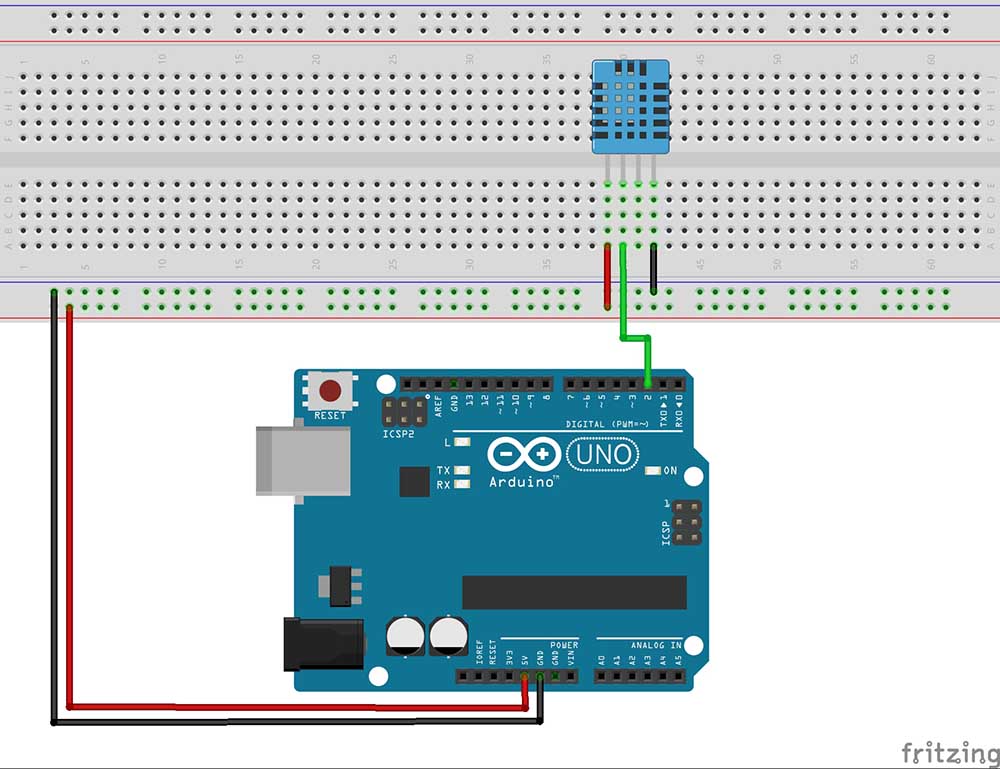 1 5 10 15 20 25 30 35 40 45 50 55 60
J J
I I
H H
G G
F F
E E
D D
C C
B B
A A
1 5 10 15 20 25 30 35 45 50 55 60
RESET
ICSP2
AREF GND 13 12 ~11 ~10 ~9 8 7 ~6 ~5 4 ~3 2 TX0▶1 RX0◀0
DIGITAL (PWM=~)
L
TX
RX
UNO
ON
Arduino™
1
ICSP
POWER ANALOG IN
IOREF RESET 3V3 5V GND GND VIN A0 A1 A2 A3 A4 A5
fritzing